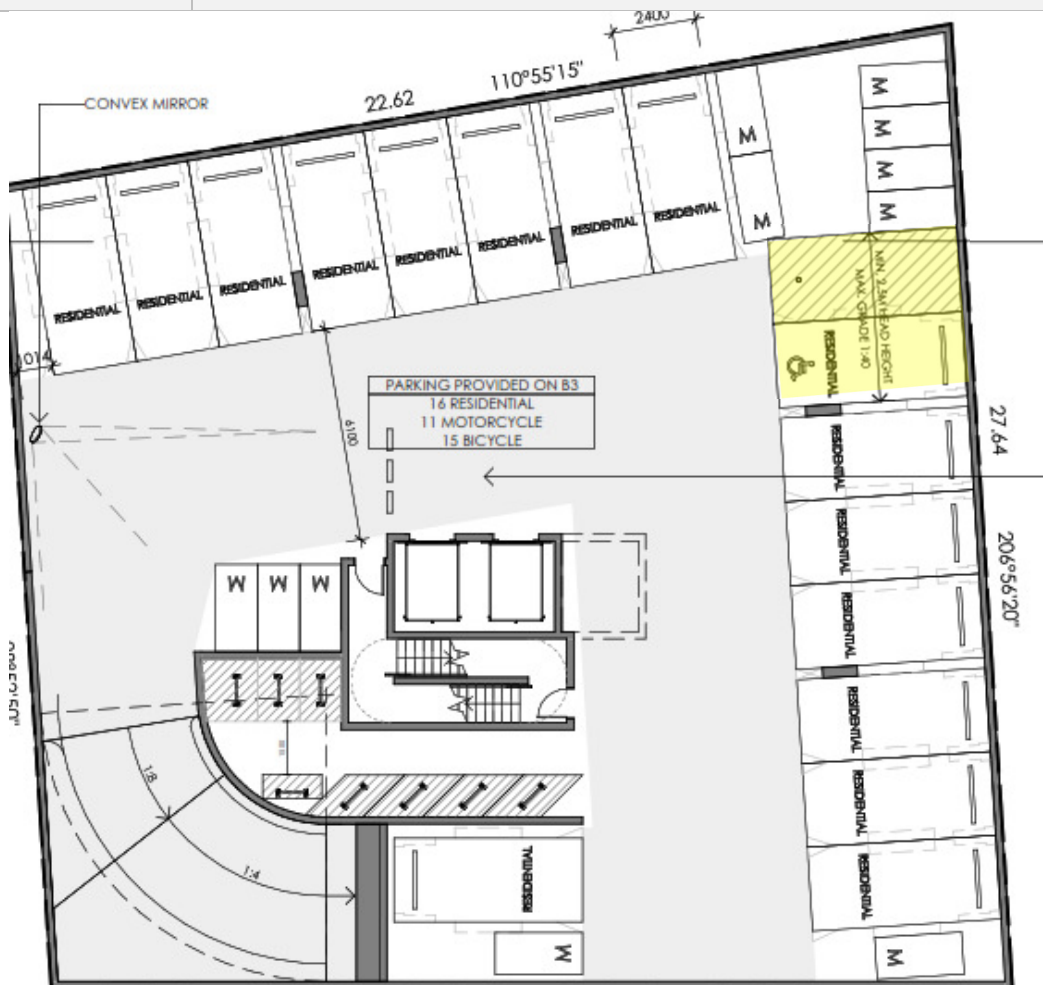 2400
110°55'15"
22.62
CONVEX MIRROR
M
M
M
M
M
M
RESIDENTIAL
RESIDENTIAL
RESIDENTIAL
RESIDENTIAL
RESIDENTIAL
RESIDENTIAL
RESIDENTIAL
RESIDENTIAL
MIN. 2.5M HEAD HEIGHT
MAX. GRADE 1:40
RESIDENTIAL
1014
6100
PARKING PROVIDED ON B3
16 RESIDENTIAL
11 MOTORCYCLE
15 BICYCLE
27.64
206°56'20"
RESIDENTIAL
RESIDENTIAL
RESIDENTIAL
M
M
M
RESIDENTIAL
RESIDENTIAL
RESIDENTIAL
1:8
1:4
RESIDENTIAL
M
M